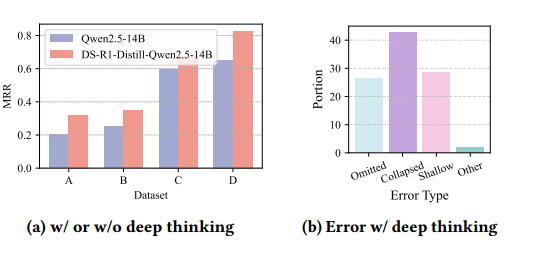 0.8
0.6
0.4
0.2
0.0
MRR
Qwen2.5-14B
DS-R1-Distill-Qwen2.5-14B
A B C D
Dataset
(a) w/ or w/o deep thinking
40
30
20
10
0
Portion
Omitted Collapsed Shallow Other
Error Type
(b) Error w/ deep thinking